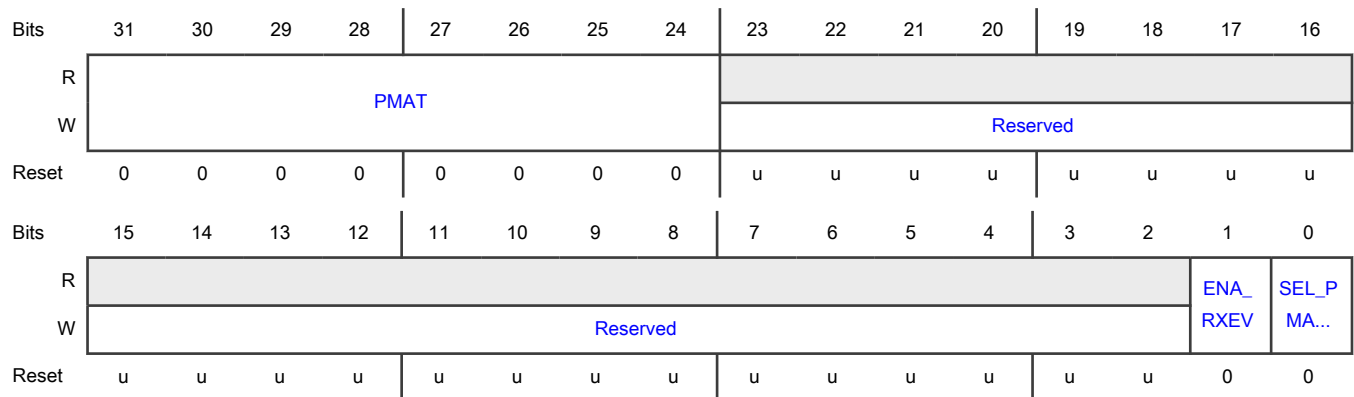 Bits 31 30 29 28 27 26 25 24 23 22 21 20 19 18 17 16
R
PMAT
W Reserved
Reset 0 0 0 0 0 0 0 0 u u u u u u u u
Bits 15 14 13 12 11 10 9 8 7 6 5 4 3 2 1 0
R ENA_ SEL_P
W Reserved RXEV MA...
Reset u u u u u u u u u u u u u u 0 0